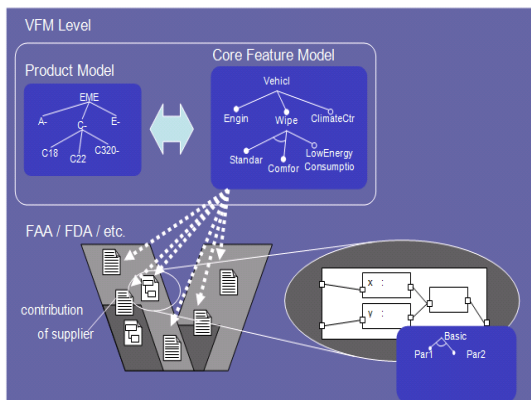 VFM Level
Core Feature Model
Product Model
Vehicl
EME
A-
C-
E-
C18
C22
C320-
Engin
Wipe
ClimateCtr
Standar
Comfor
LowEnergy
Consumptio
FAA / FDA / etc.
contribution
of supplier
x :
y :
Basic
Par1
Par2